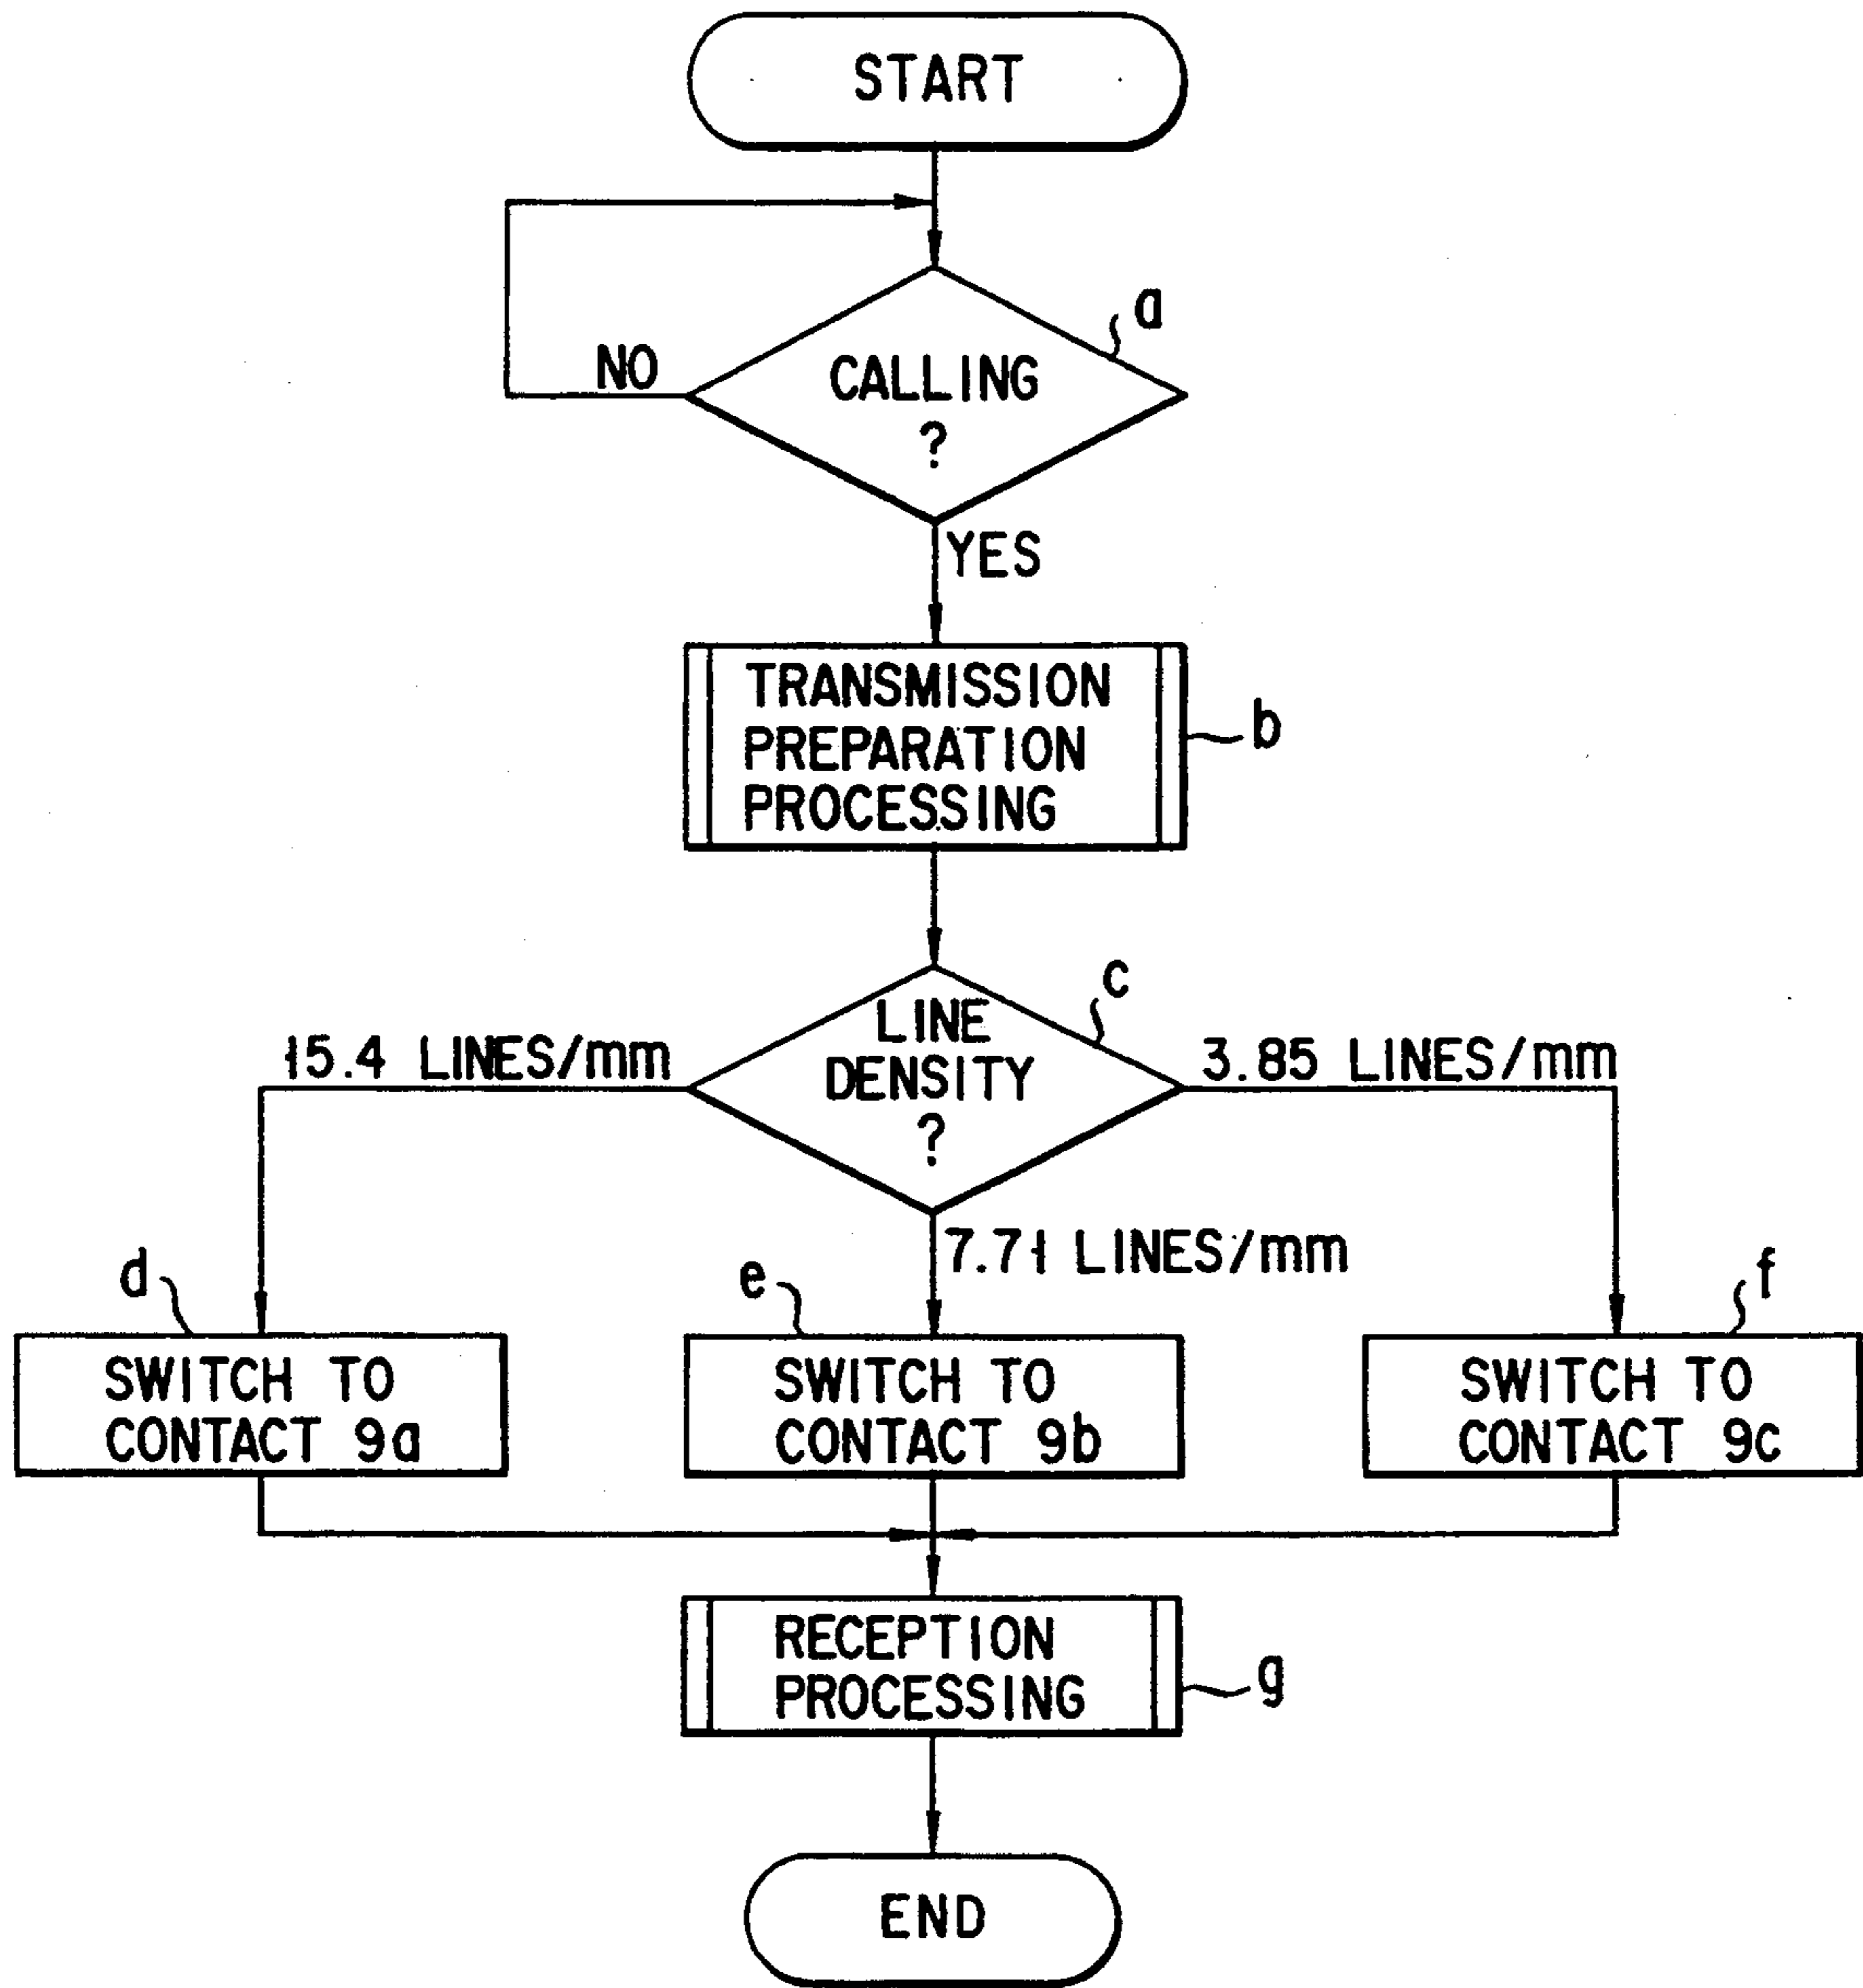 START
a
NO
CALLING
?
YES
TRANSMISSION
PREPARATION
PROCESSING
b
c
LINE
DENSITY
?
15.4 LINES/mm
3.85 LINES/mm
7.71 LINES/mm
d
e
f
SWITCH TO
CONTACT 9a
SWITCH TO
CONTACT 9b
SWITCH TO
CONTACT 9c
RECEPTION
PROCESSING
g
END